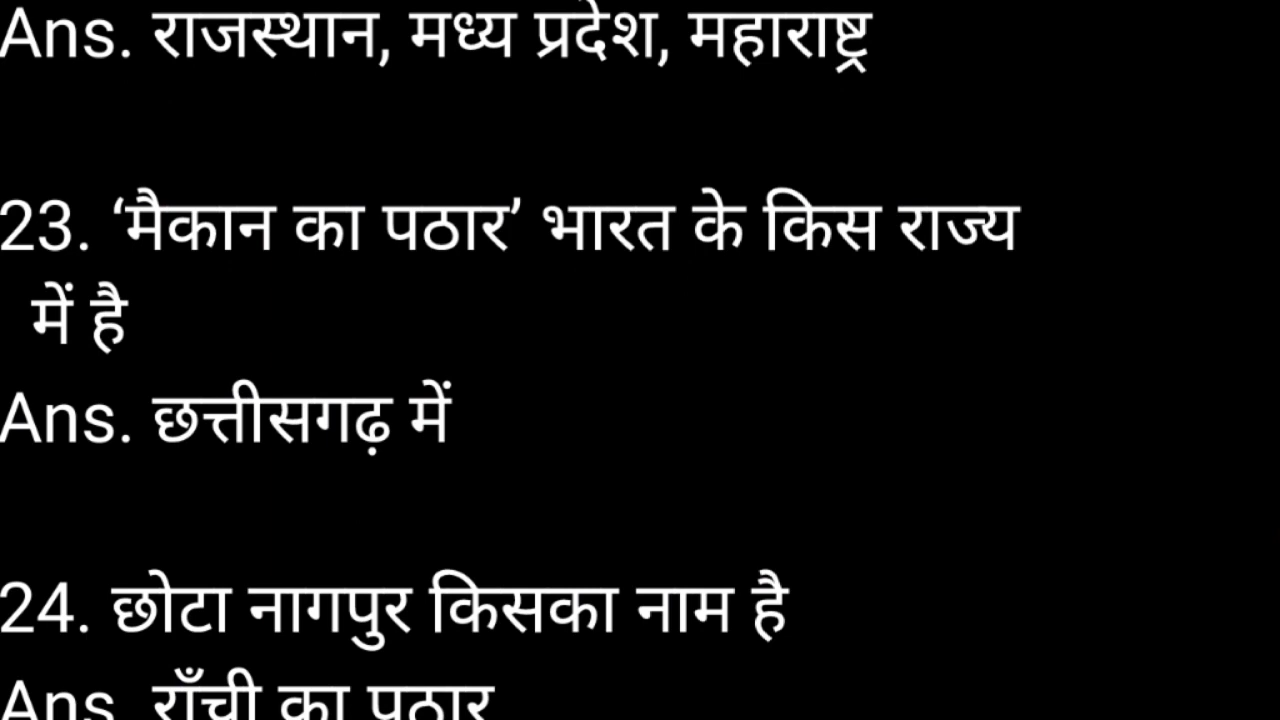 Ans. राजस्थान, मध्य प्रदेश, महाराष्ट्र
23. ‘मैकान का पठार’ भारत के किस राज्य
में है
Ans. छत्तीसगढ़ में
24. छोटा नागपुर किसका नाम है
Ans. राँची का पठार